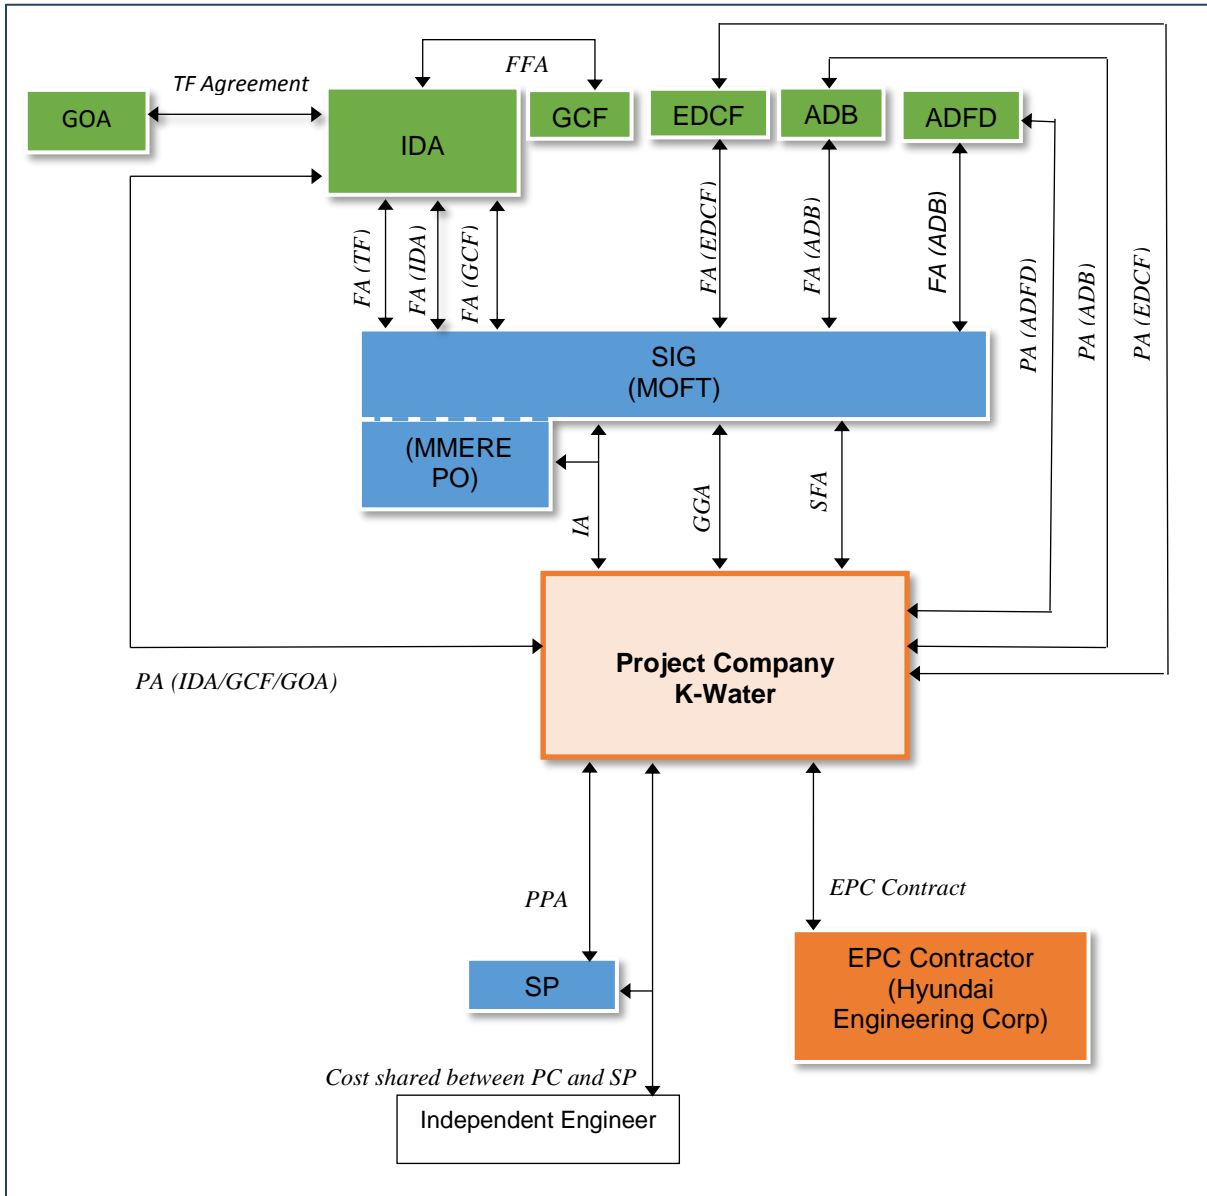 FFA
TF Agreement
GOA
IDA
GCF
EDCF
ADB
ADFD
FA (TF)
FA (IDA)
FA (GCF)
FA (EDCF)
FA (ADB)
FA (ADB)
PA (ADFD)
PA (ADB)
PA (EDCF)
SIG
(MOFT)
(MMERE
PO)
IA
GGA
SFA
Project Company
K-Water
PA (IDA/GCF/GOA)
PPA
EPC Contract
SP
EPC Contractor
(Hyundai
Engineering Corp)
Cost shared between PC and SP
Independent Engineer